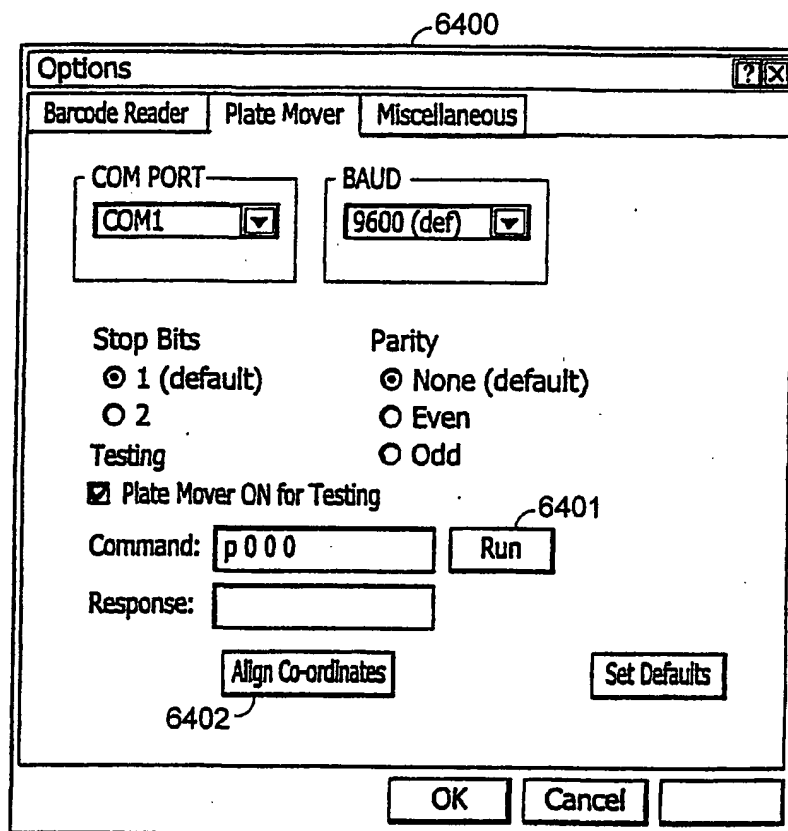 6400
Options ? X
Barcode Reader Plate Mover Miscellaneous
COM PORT BAUD
COM1 9600 (def)
Stop Bits Parity
1 (default) None (default)
2 Even
Testing Odd
Plate Mover ON for Testing
6401
Command: p 0 0 0 Run
Response:
Align Co-ordinates Set Defaults
6402
OK Cancel